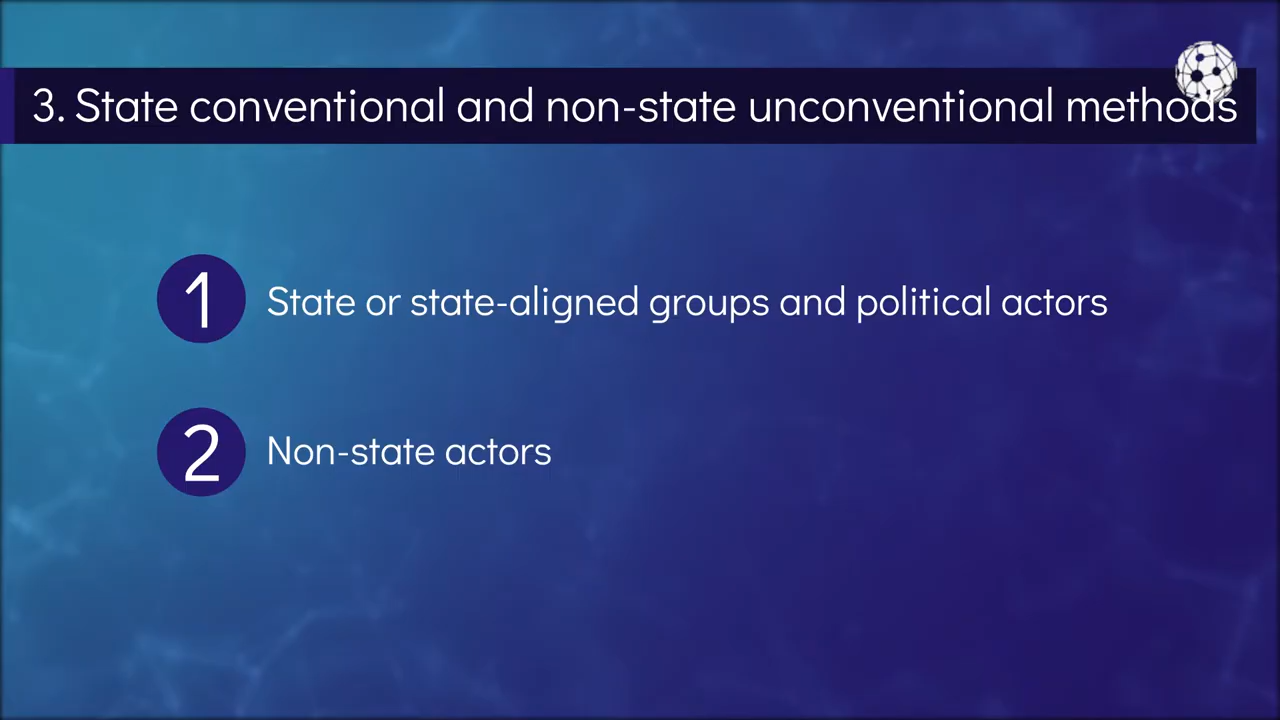 3. State conventional and non-state unconventional methods
1 State or state-aligned groups and political actors
2 Non-state actors